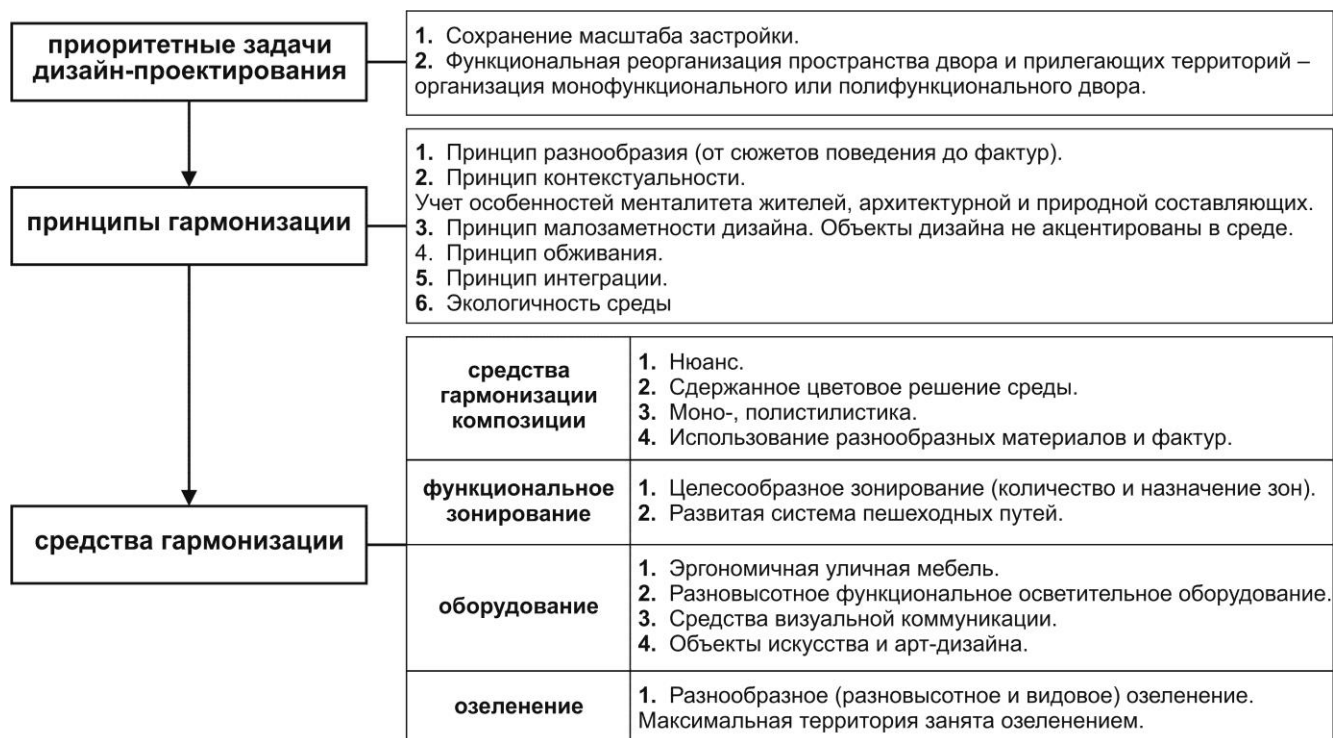 приоритетные задачи
дизайн-проектирования
1. Сохранение масштаба застройки.
2. Функциональная реорганизация пространства двора и прилегающих территорий –
организация монофункционального или полифункционального двора.
принципы гармонизации
1. Принцип разнообразия (от сюжетов поведения до фактур).
2. Принцип контекстуальности.
Учет особенностей менталитета жителей, архитектурной и природной составляющих.
3. Принцип малозаметности дизайна. Объекты дизайна не акцентированы в среде.
4. Принцип обживания.
5. Принцип интеграции.
6. Экологичность среды
средства гармонизации
средства
гармонизации
композиции
1. Нюанс.
2. Сдержанное цветовое решение среды.
3. Моно-, полистилистика.
4. Использование разнообразных материалов и фактур.
функциональное
зонирование
1. Целесообразное зонирование (количество и назначение зон).
2. Развитая система пешеходных путей.
оборудование
1. Эргономичная уличная мебель.
2. Разновысотное функциональное осветительное оборудование.
3. Средства визуальной коммуникации.
4. Объекты искусства и арт-дизайна.
озеленение
1. Разнообразное (разновысотное и видовое) озеленение.
Максимальная территория занята озеленением.